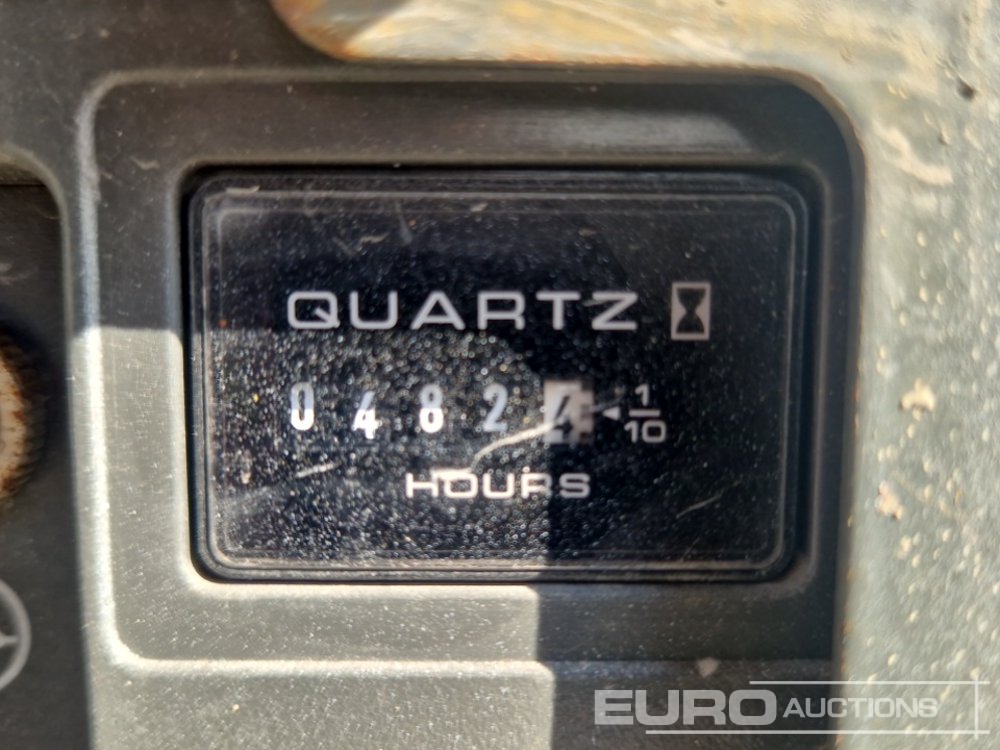 QUARTZ
0 4 8 2 4 1/10
HOURS
EURO AUCTIONS